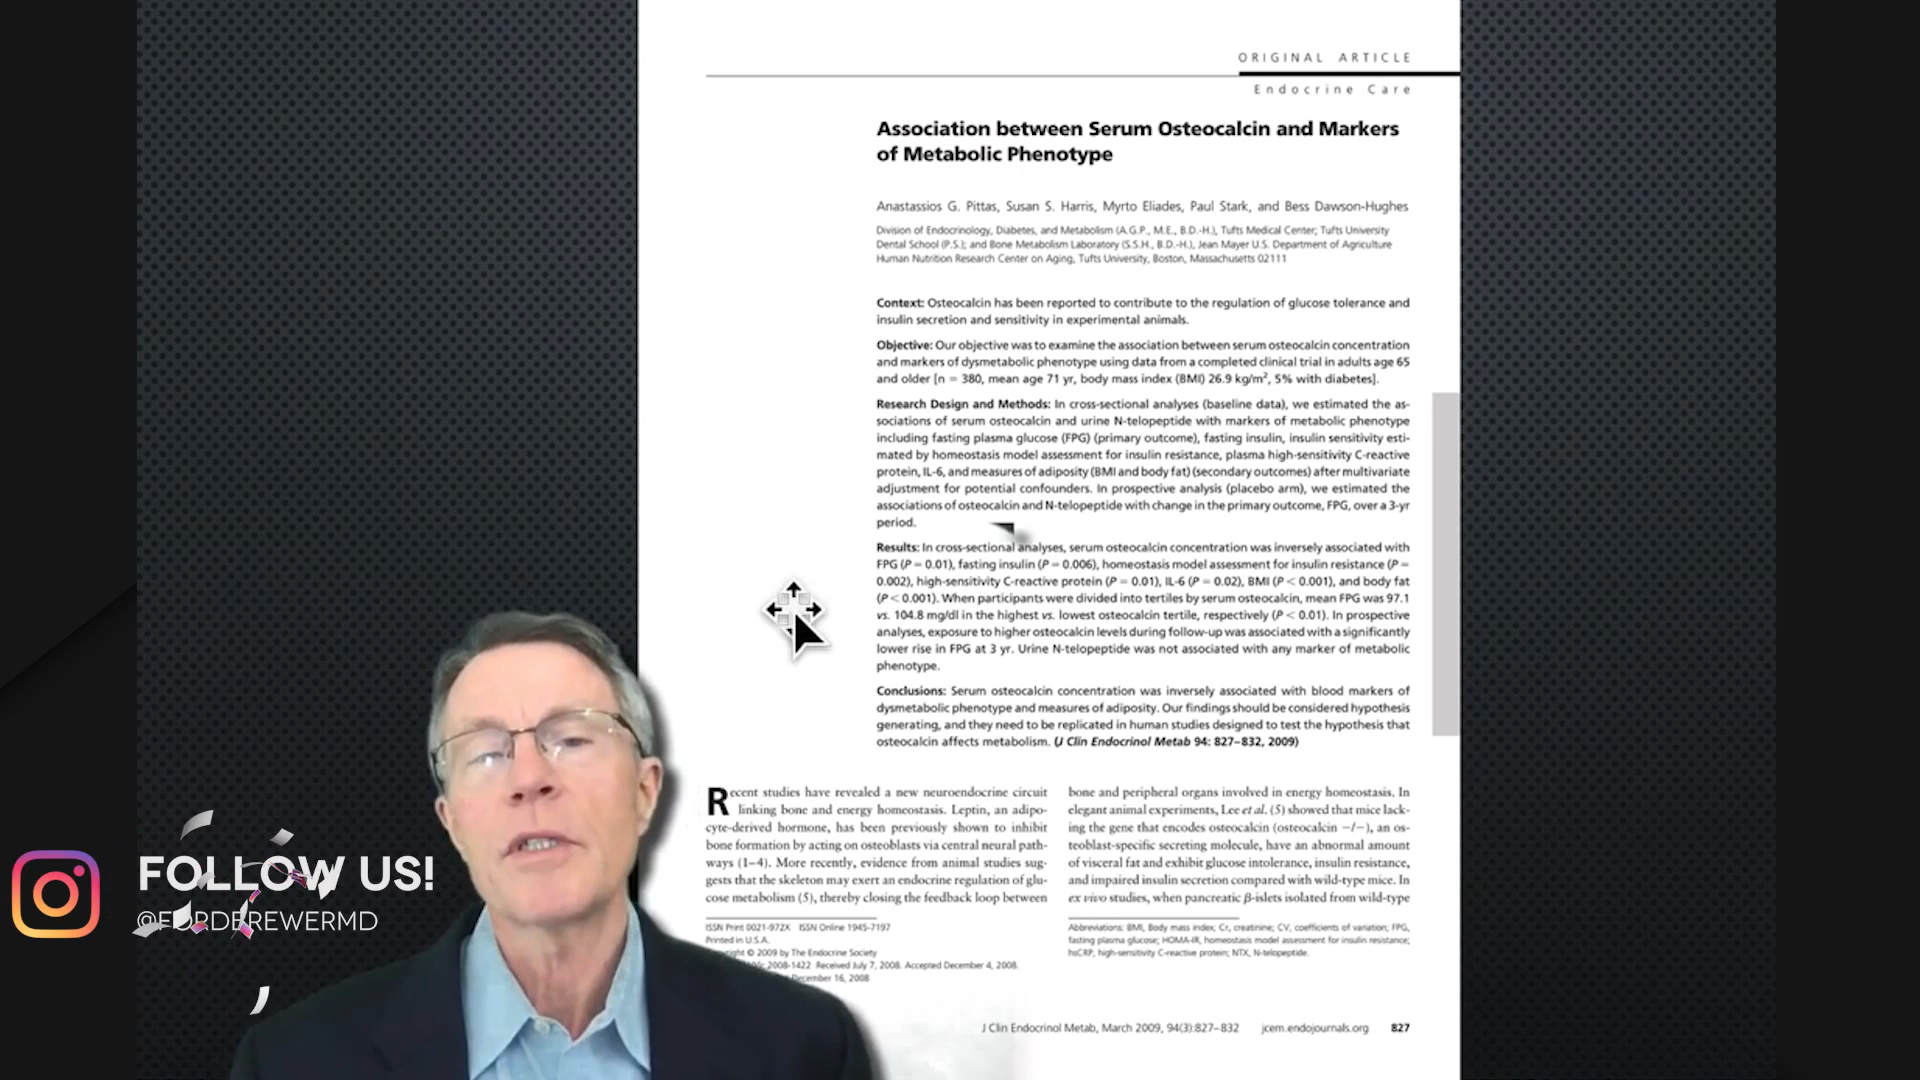 ORIGINAL ARTICLE
Endocrine Care
Association between Serum Osteocalcin and Markers
of Metabolic Phenotype
Anastassios G. Pittas, Susan S. Harris, Myrto Eliades, Paul Stark, and Bess Dawson-Hughes
Division of Endocrinology, Diabetes, and Metabolism (A.G.P., M.E., B.D.-H.), Tufts Medical Center; Tufts University
Dental School (P.S.); and Bone Metabolism Laboratory (S.S.H., B.D.-H.), Jean Mayer U.S. Department of Agriculture
Human Nutrition Research Center on Aging, Tufts University, Boston, Massachusetts 02111
Context: Osteocalcin has been reported to contribute to the regulation of glucose tolerance and
insulin secretion and sensitivity in experimental animals.
Objective: Our objective was to examine the association between serum osteocalcin concentration
and markers of dysmetabolic phenotype using data from a completed clinical trial in adults age 65
and older [n = 380, mean age 71 yr, body mass index (BMI) 26.9 kg/m², 5% with diabetes].
Research Design and Methods: In cross-sectional analyses (baseline data), we estimated the as-
sociations of serum osteocalcin and urine N-telopeptide with markers of metabolic phenotype
including fasting plasma glucose (FPG) (primary outcome), fasting insulin, insulin sensitivity esti-
mated by homeostasis model assessment for insulin resistance, plasma high-sensitivity C-reactive
protein, IL-6, and measures of adiposity (BMI and body fat) (secondary outcomes) after multivariate
adjustment for potential confounders. In prospective analysis (placebo arm), we estimated the
associations of osteocalcin and N-telopeptide with change in the primary outcome, FPG, over a 3-yr
period.
Results: In cross-sectional analyses, serum osteocalcin concentration was inversely associated with
FPG (P = 0.01), fasting insulin (P = 0.006), homeostasis model assessment for insulin resistance (P =
0.002), high-sensitivity C-reactive protein (P = 0.01), IL-6 (P = 0.02), BMI (P < 0.001), and body fat
(P < 0.001). When participants were divided into tertiles by serum osteocalcin, mean FPG was 97.1
vs. 104.8 mg/dl in the highest vs. lowest osteocalcin tertile, respectively (P < 0.01). In prospective
analyses, exposure to higher osteocalcin levels during follow-up was associated with a significantly
lower rise in FPG at 3 yr. Urine N-telopeptide was not associated with any marker of metabolic
phenotype.
Conclusions: Serum osteocalcin concentration was inversely associated with blood markers of
dysmetabolic phenotype and measures of adiposity. Our findings should be considered hypothesis
generating, and they need to be replicated in human studies designed to test the hypothesis that
osteocalcin affects metabolism. (J Clin Endocrinol Metab 94: 827–832, 2009)
Recent studies have revealed a new neuroendocrine circuit
linking bone and energy homeostasis. Leptin, an adipo-
cyte-derived hormone, has been previously shown to inhibit
bone formation by acting on osteoblasts via central neural path-
ways (1–4). More recently, evidence from animal studies sug-
gests that the skeleton may exert an endocrine regulation of glu-
cose metabolism (5), thereby closing the feedback loop between
bone and peripheral organs involved in energy homeostasis. In
elegant animal experiments, Lee et al. (5) showed that mice lack-
ing the gene that encodes osteocalcin (osteocalcin −/−), an os-
teoblast-specific secreting molecule, have an abnormal amount
of visceral fat and exhibit glucose intolerance, insulin resistance,
and impaired insulin secretion compared with wild-type mice. In
ex vivo studies, when pancreatic β-islets isolated from wild-type
ISSN Print 0021-972X ISSN Online 1945-7197
Printed in U.S.A.
© 2009 by The Endocrine Society
2008-1422 Received July 7, 2008. Accepted December 4, 2008.
December 16, 2008
Abbreviations: BMI, Body mass index; Cr, creatinine; CV, coefficients of variation; FPG,
fasting plasma glucose; HOMA-IR, homeostasis model assessment for insulin resistance;
hsCRP, high-sensitivity C-reactive protein; NTX, N-telopeptide.
J Clin Endocrinol Metab, March 2009, 94(3):827–832 jcem.endojournals.org 827
FOLLOW US!
@FORDBREWERMD